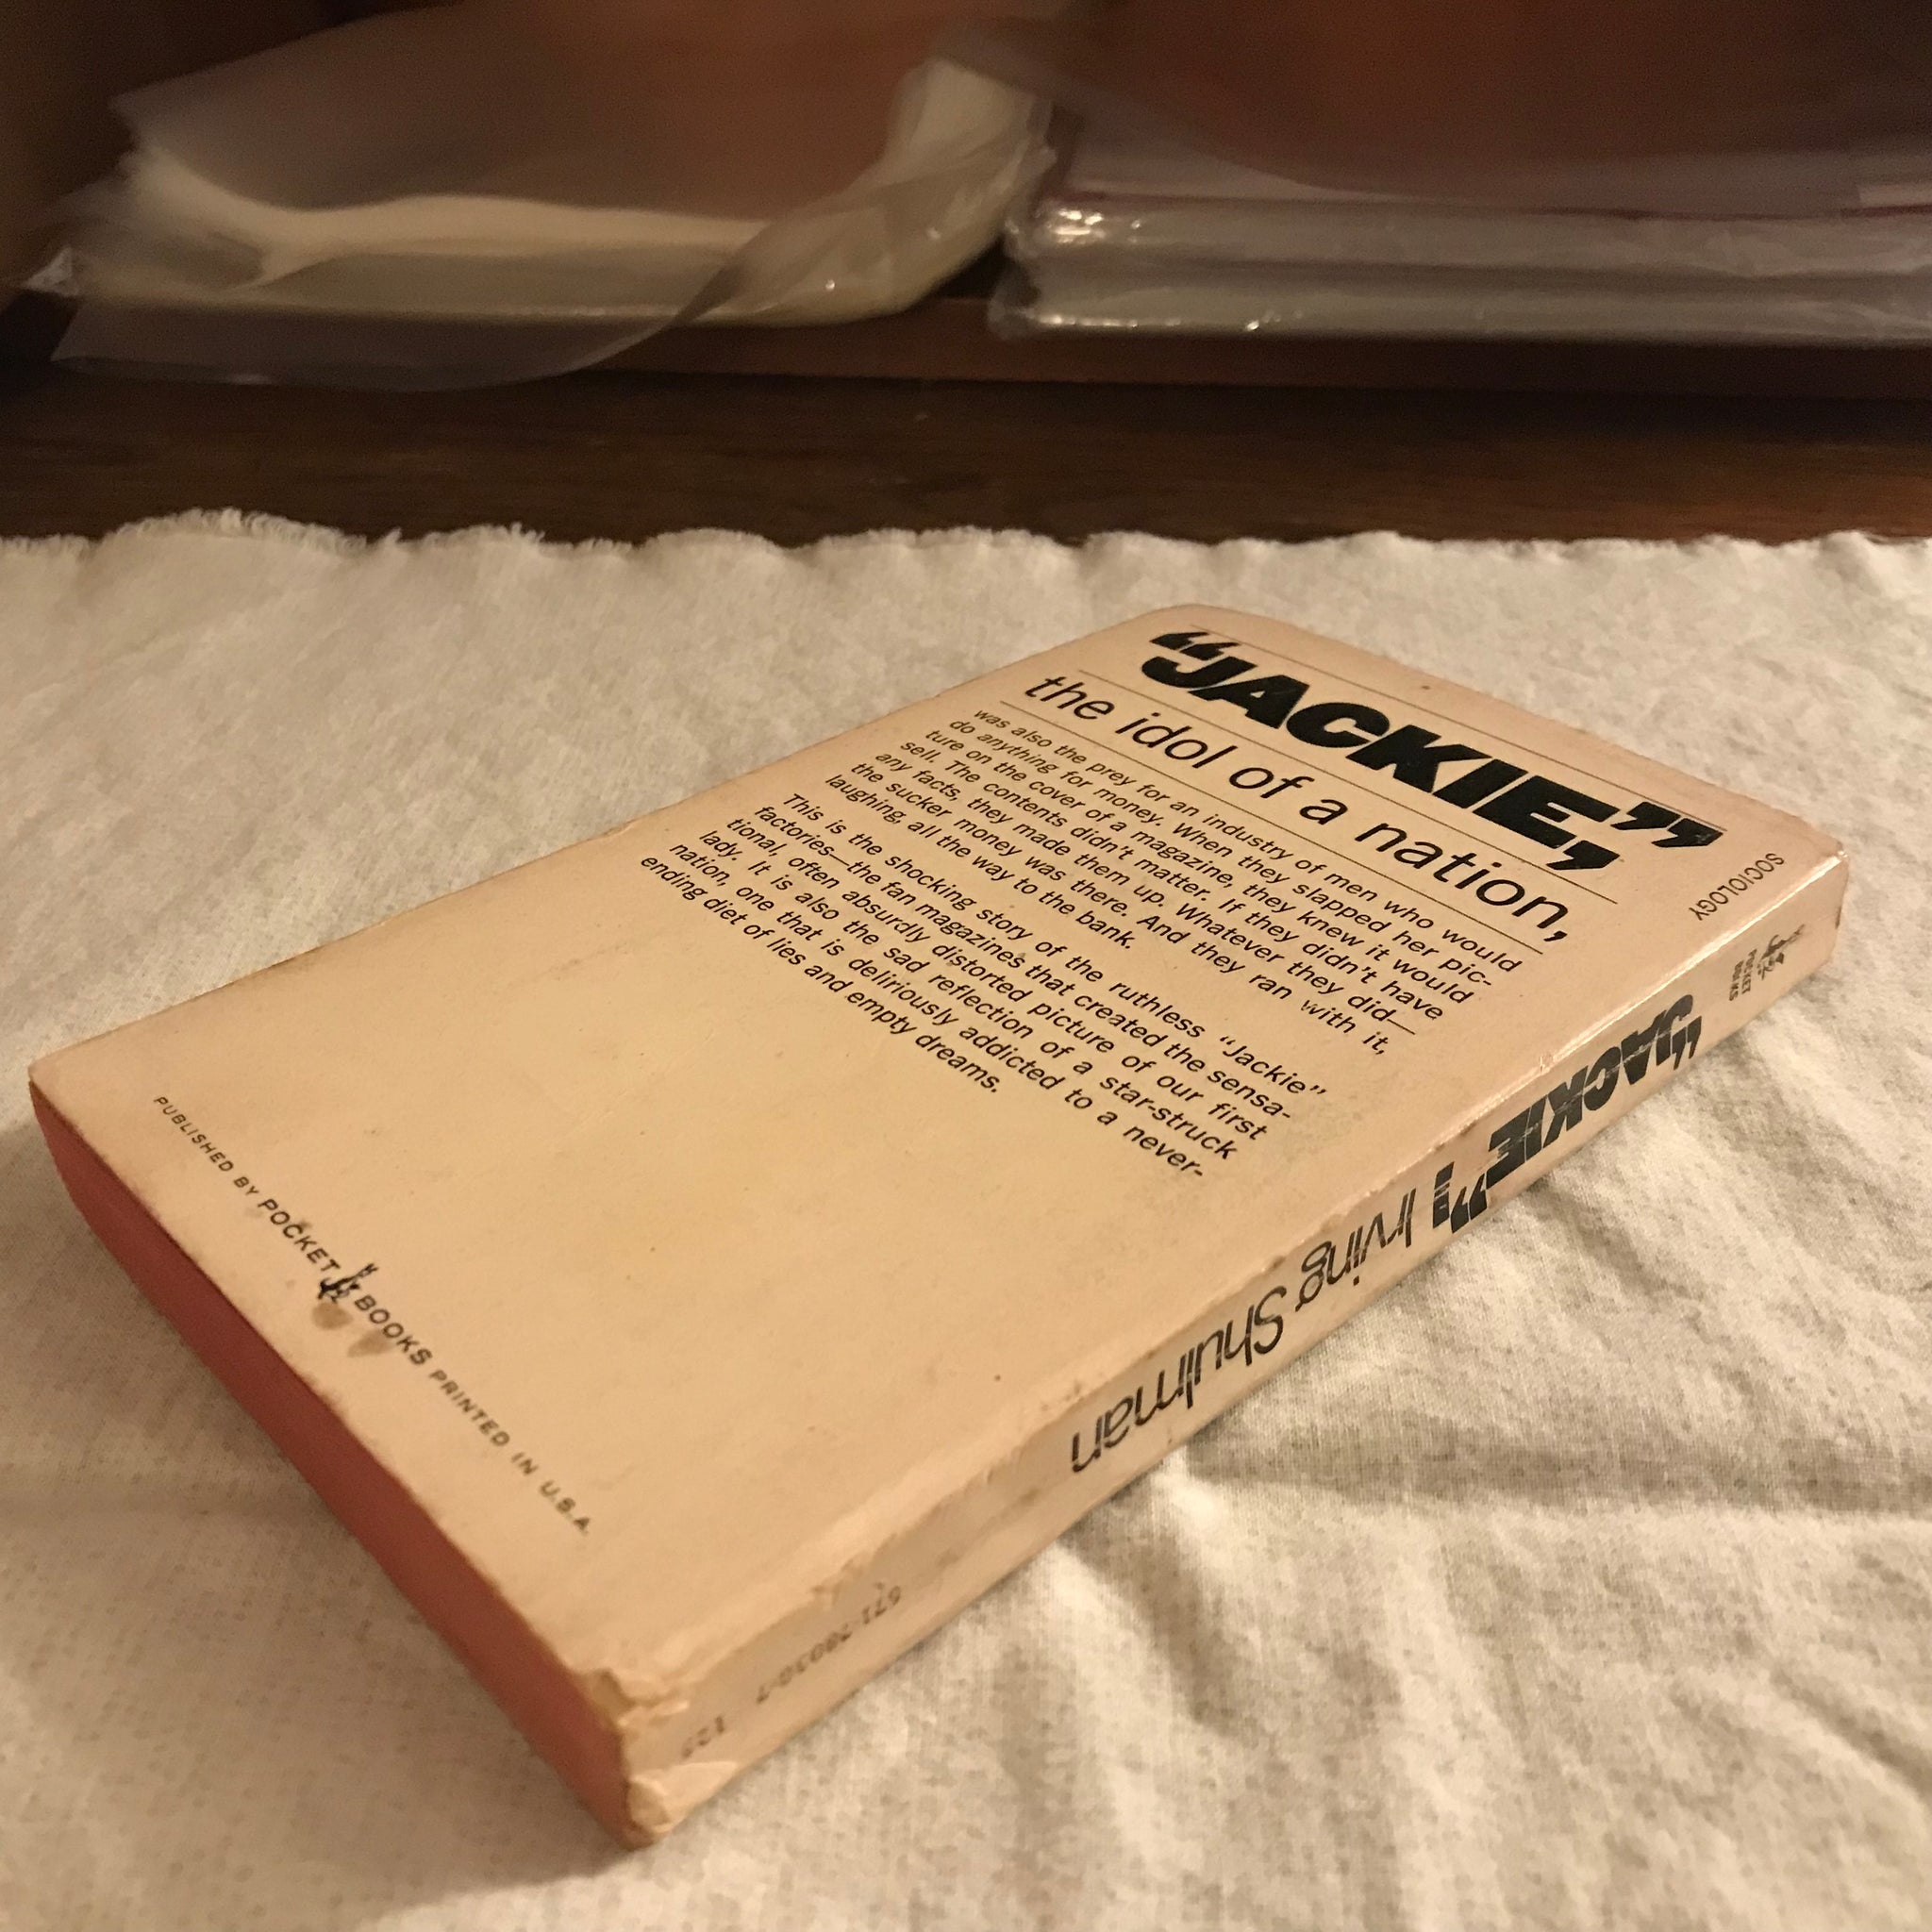 SOCIOLOGY
“JACKIE,”
the idol of a nation,
was also the prey for an industry of men who would
do anything for money. When they slapped her pic-
ture on the cover of a magazine, they knew it would
sell. The contents didn't matter. If they didn't have
any facts, they made them up. Whatever they did—
the sucker money was there. And they ran with it,
laughing, all the way to the bank.
This is the shocking story of the ruthless “Jackie”
factories—the fan magazines that created the sensa-
tional, often absurdly distorted picture of our first
lady. It is also the sad reflection of a star-struck
nation, one that is deliriously addicted to a never-
ending diet of lies and empty dreams.
PUBLISHED BY POCKET BOOKS PRINTED IN U.S.A.
POCKET
BOOKS
“JACKIE”! Irving Shulman